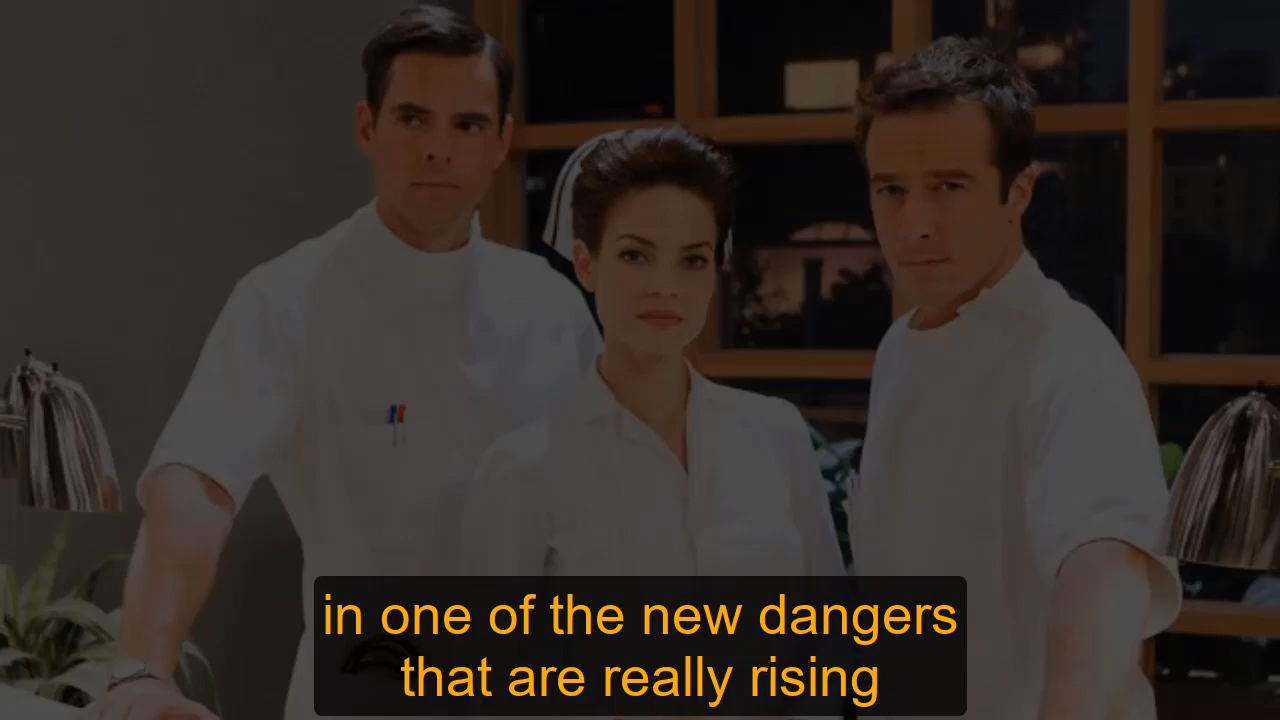 in one of the new dangers
that are really rising